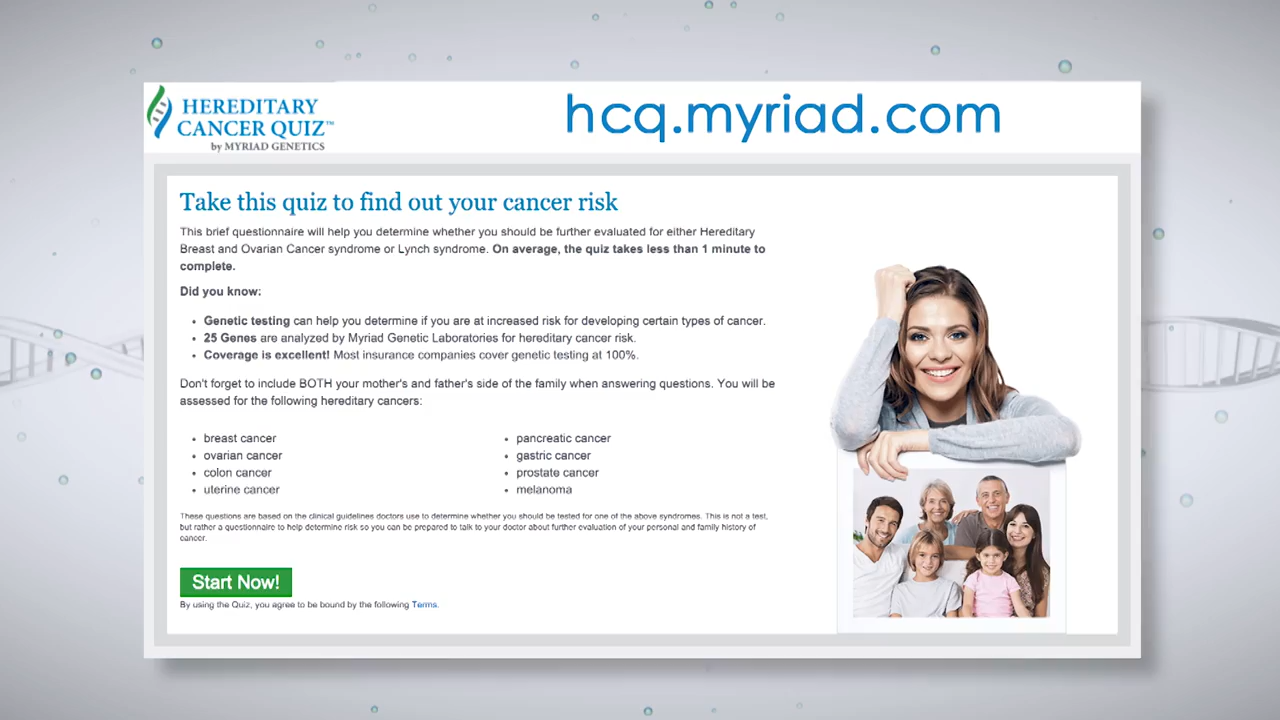 HEREDITARY
CANCER QUIZ™
by MYRIAD GENETICS
hcq.myriad.com
Take this quiz to find out your cancer risk
This brief questionnaire will help you determine whether you should be further evaluated for either Hereditary
Breast and Ovarian Cancer syndrome or Lynch syndrome. On average, the quiz takes less than 1 minute to
complete.
Did you know:
• Genetic testing can help you determine if you are at increased risk for developing certain types of cancer.
• 25 Genes are analyzed by Myriad Genetic Laboratories for hereditary cancer risk.
• Coverage is excellent! Most insurance companies cover genetic testing at 100%.
Don't forget to include BOTH your mother's and father's side of the family when answering questions. You will be
assessed for the following hereditary cancers:
• breast cancer
• ovarian cancer
• colon cancer
• uterine cancer
• pancreatic cancer
• gastric cancer
• prostate cancer
• melanoma
These questions are based on the clinical guidelines doctors use to determine whether you should be tested for one of the above syndromes. This is not a test,
but rather a questionnaire to help determine risk so you can be prepared to talk to your doctor about further evaluation of your personal and family history of
cancer.
Start Now!
By using the Quiz, you agree to be bound by the following Terms.